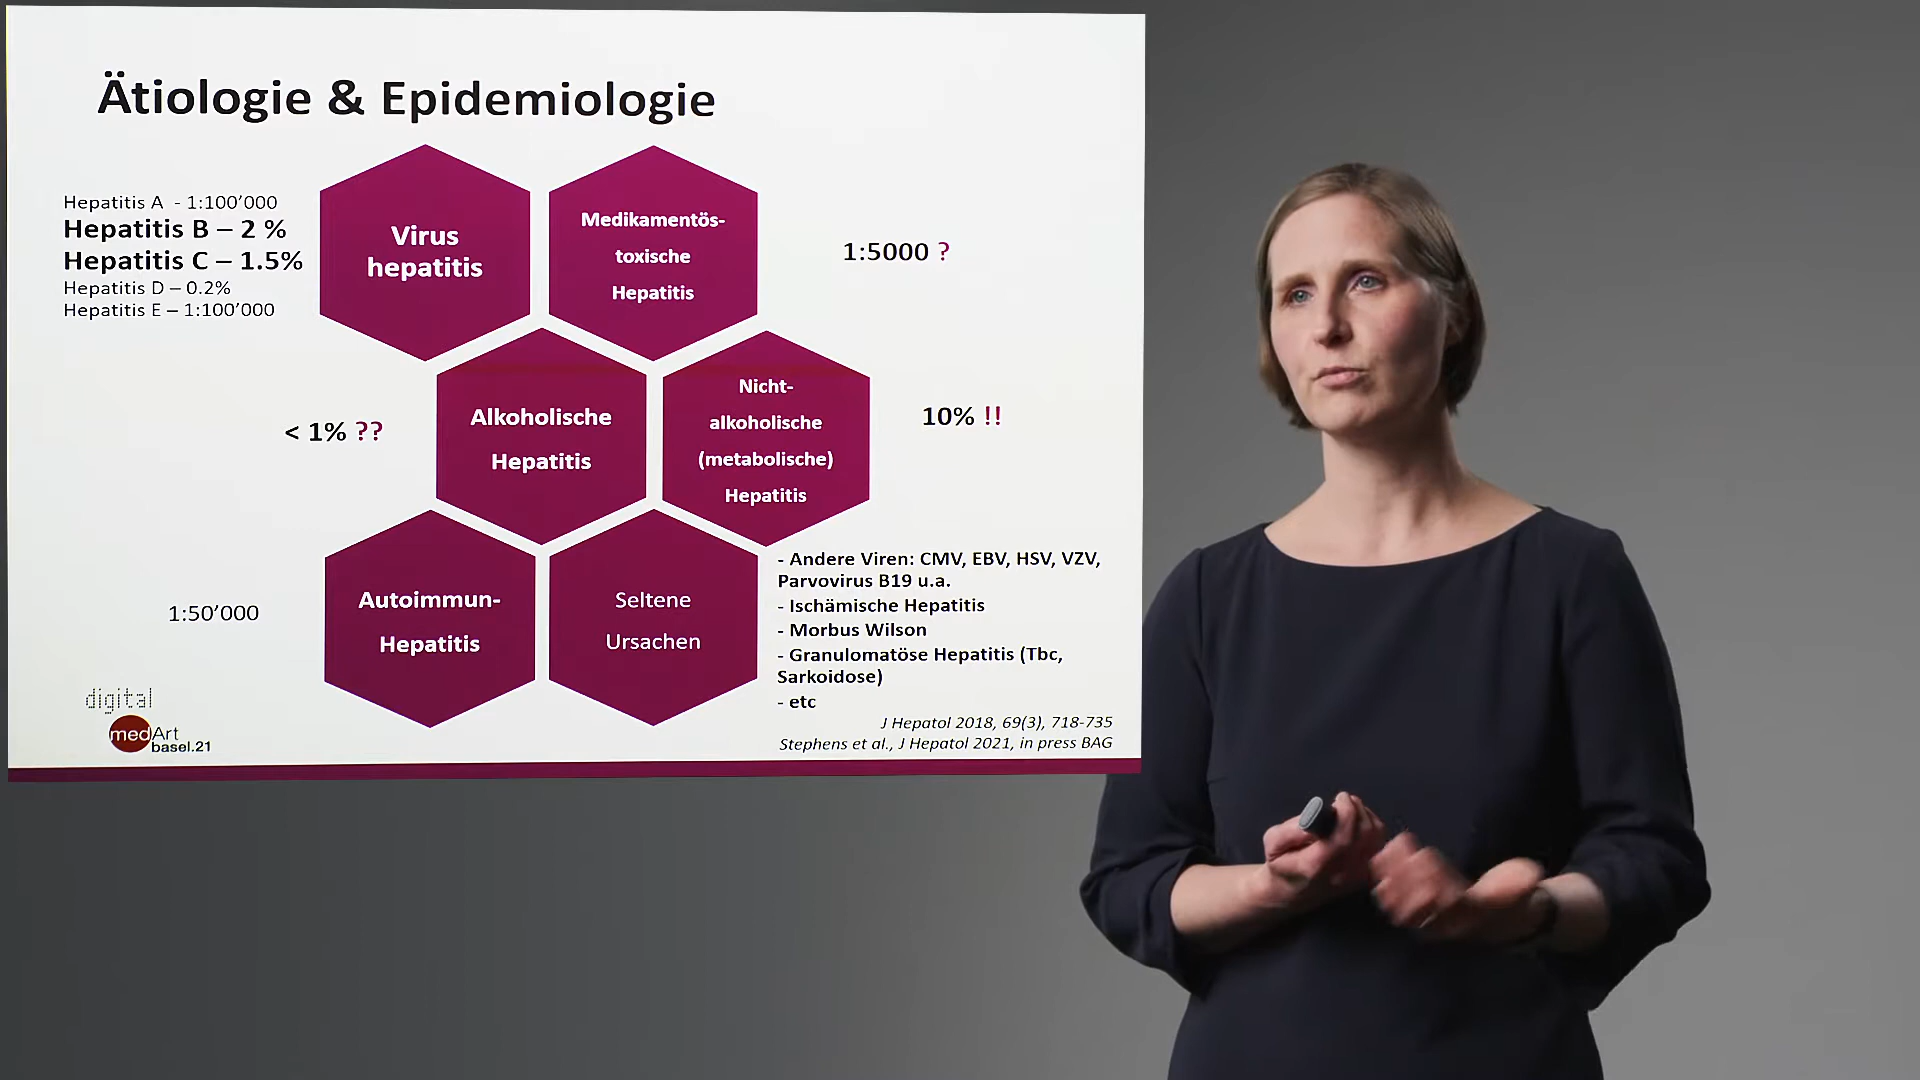 Ätiologie & Epidemiologie
Hepatitis A - 1:100’000
Hepatitis B – 2 %
Hepatitis C – 1.5%
Hepatitis D – 0.2%
Hepatitis E – 1:100’000
Virus
hepatitis
Medikamentös-
toxische
Hepatitis
1:5000 ?
< 1% ??
Alkoholische
Hepatitis
Nicht-
alkoholische
(metabolische)
Hepatitis
10% !!
1:50’000
Autoimmun-
Hepatitis
Seltene
Ursachen
- Andere Viren: CMV, EBV, HSV, VZV,
Parvovirus B19 u.a.
- Ischämische Hepatitis
- Morbus Wilson
- Granulomatöse Hepatitis (Tbc,
Sarkoidose)
- etc
J Hepatol 2018, 69(3), 718-735
Stephens et al., J Hepatol 2021, in press BAG
digital
medArt
basel.21